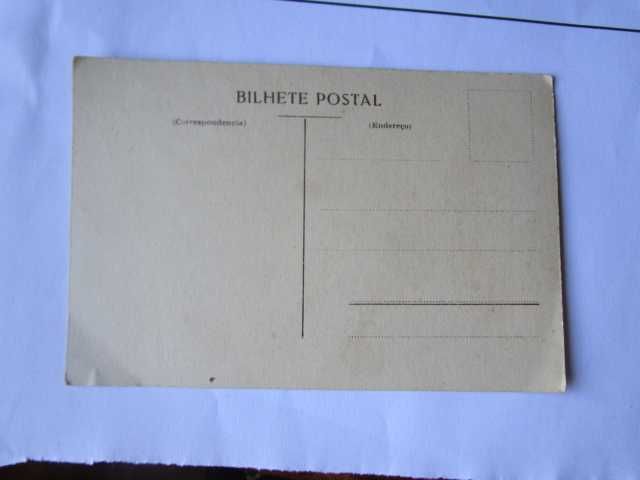 BILHETE POSTAL
(Correspondencia) (Endereço)